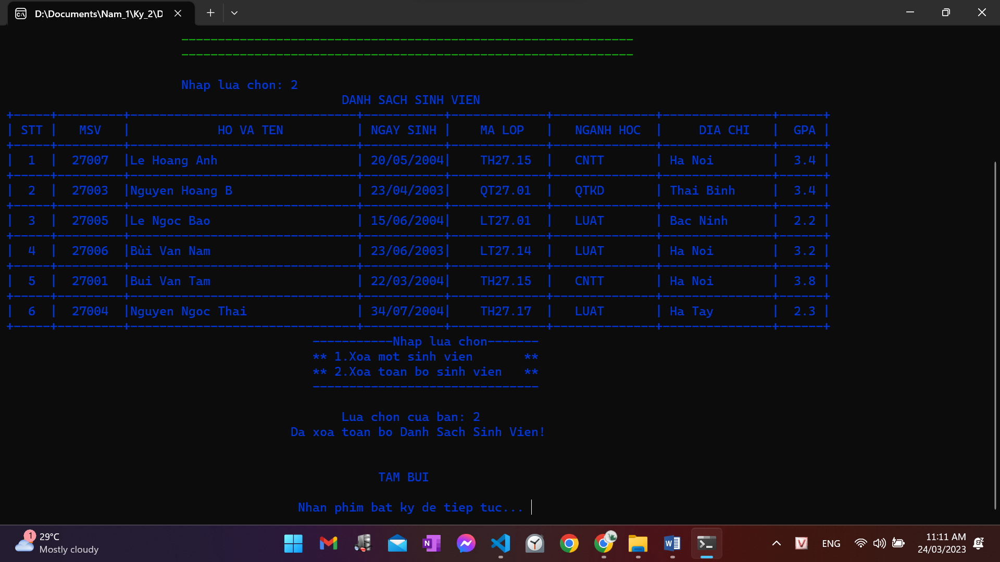 D:\Documents\Nam_1\Ky_2\D
------------------------------------------------------------
------------------------------------------------------------
Nhap lua chon: 2
DANH SACH SINH VIEN
| STT | MSV | HO VA TEN | NGAY SINH | MA LOP | NGANH HOC | DIA CHI | GPA |
| 1 | 27007 |Le Hoang Anh | 20/05/2004| TH27.15 | CNTT | Ha Noi | 3.4 |
| 2 | 27003 |Nguyen Hoang B | 23/04/2003| QT27.01 | QTKD | Thai Binh | 3.4 |
| 3 | 27005 |Le Ngoc Bao | 15/06/2004| LT27.01 | LUAT | Bac Ninh | 2.2 |
| 4 | 27006 |Bùi Van Nam | 23/06/2003| LT27.14 | LUAT | Ha Noi | 3.2 |
| 5 | 27001 |Bui Van Tam | 22/03/2004| TH27.15 | CNTT | Ha Noi | 3.8 |
| 6 | 27004 |Nguyen Ngoc Thai | 34/07/2004| TH27.17 | LUAT | Ha Tay | 2.3 |
-----------Nhap lua chon-------
** 1.Xoa mot sinh vien **
** 2.Xoa toan bo sinh vien **
-------------------------------
Lua chon cua ban: 2
Da xoa toan bo Danh Sach Sinh Vien!
TAM BUI
Nhan phim bat ky de tiep tuc...
1
29°C
Mostly cloudy
ENG
11:11 AM
24/03/2023